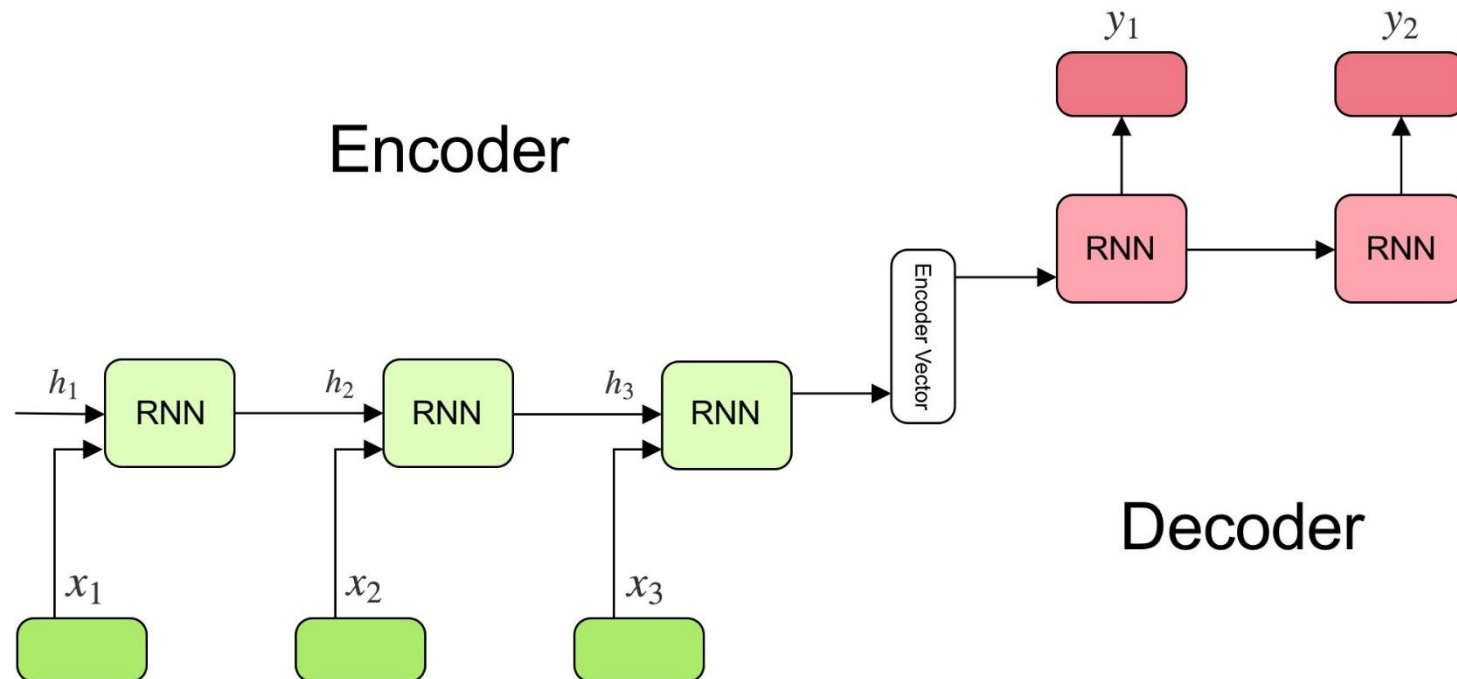 y₁ y₂
Encoder
RNN RNN
Encoder Vector
h₁ RNN h₂ RNN h₃ RNN
Decoder
x₁ x₂ x₃